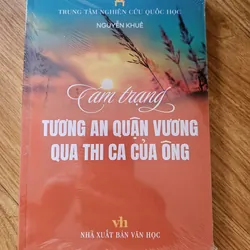 TRUNG TÂM NGHIÊN CỨU QUỐC HỌC
NGUYỄN KHUÊ
Tâm trạng
TƯƠNG AN QUẬN VƯƠNG
QUA THI CA CỦA ÔNG
vh
NHÀ XUẤT BẢN VĂN HỌC